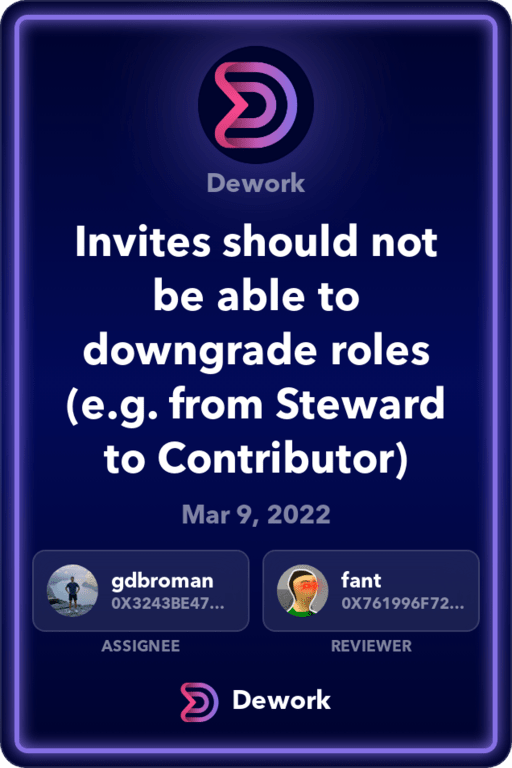 Dework
Invites should not
be able to
downgrade roles
(e.g. from Steward
to Contributor)
Mar 9, 2022
gdbroman
0X3243BE47...
ASSIGNEE
fant
0X761996F72...
REVIEWER
Dework